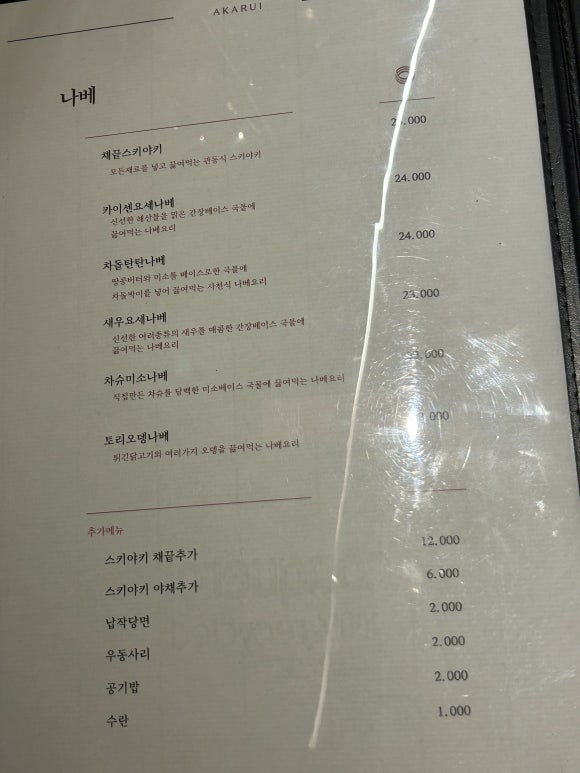 AKARUI
나베
채끝스키야키
모든재료를 넣고 끓여먹는 관동식 스키야키
카이센요세나베 24.000
신선한 해산물을 맑은 간장베이스 국물에
끓여먹는 나베요리
차돌탄탄나베 24.000
땅콩버터와 미소를 베이스로한 국물에
차돌박이를 넣어 끓여먹는 사천식 나베요리
새우요세나베 23.000
신선한 여러종류의 새우를 매콤한 간장베이스 국물에
끓여먹는 나베요리
차슈미소나베
직접만든 차슈를 담백한 미소베이스 국물에 끓여먹는 나베요리
토리오뎅나베
튀긴닭고기와 여러가지 오뎅을 끓여먹는 나베요리
추가메뉴
스키야키 채끝추가 12.000
스키야키 야채추가 6.000
납작당면 2.000
우동사리 2.000
공기밥 2.000
수란 1.000